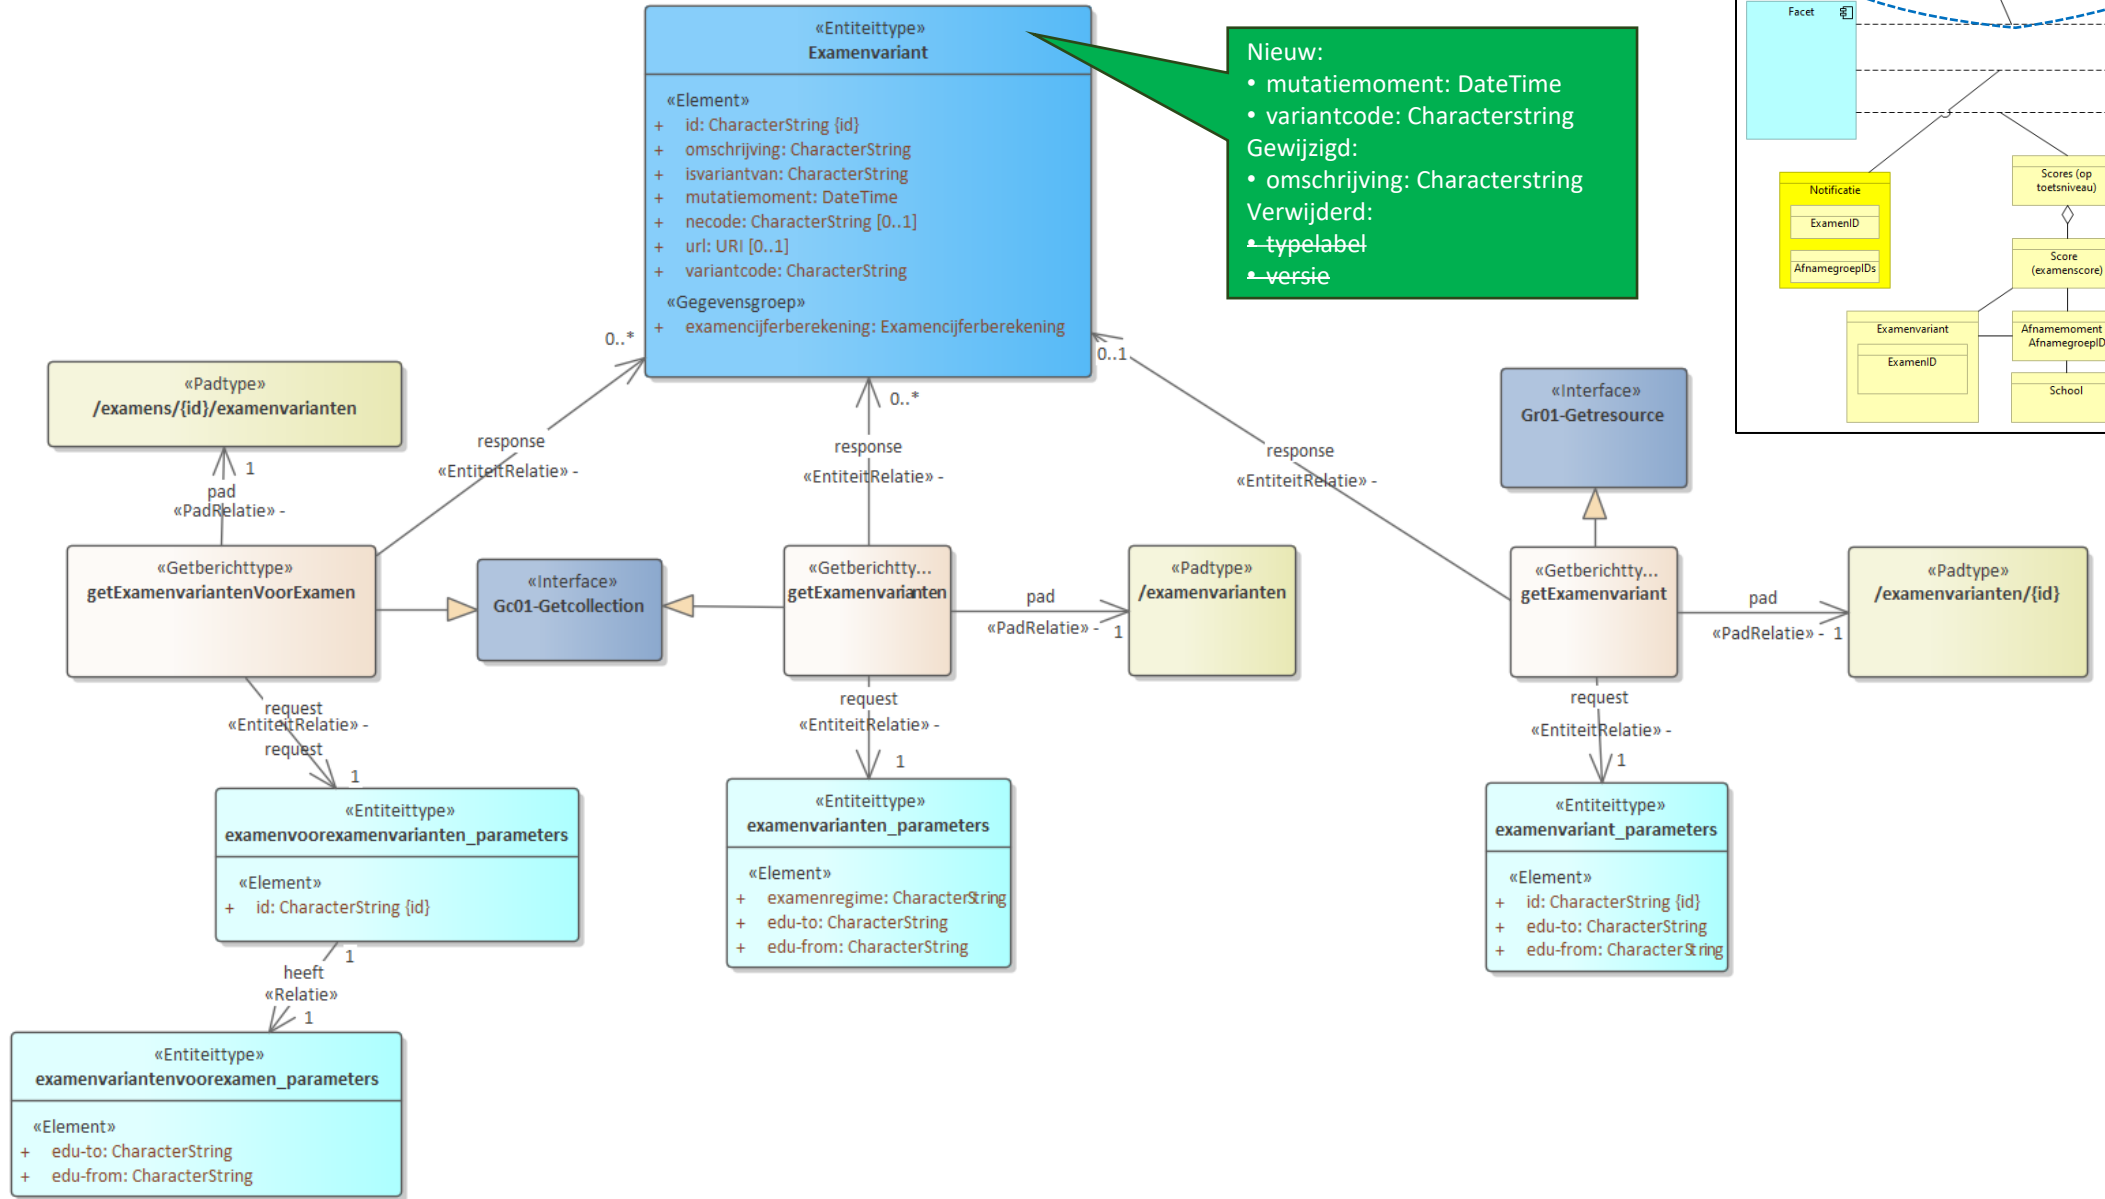 «Entiteittype»
Examenvariant
«Element»
+ id: CharacterString {id}
+ omschrijving: CharacterString
+ isvariantvan: CharacterString
+ mutatiemoment: DateTime
+ necode: CharacterString [0..1]
+ url: URI [0..1]
+ variantcode: CharacterString
«Gegevensgroep»
+ examencijferberekening: Examencijferberekening
Nieuw:
• mutatiemoment: DateTime
• variantcode: Characterstring
Gewijzigd:
• omschrijving: Characterstring
Verwijderd:
• typelabel
• versie
Facet
Notificatie
ExamenID
AfnamegroepIDs
Scores (op
toetsniveau)
Score
(examenscore)
Examenvariant
ExamenID
Afnamemoment
AfnamegroepID
School
0..*
0..*
0..1
«Padtype»
/examens/{id}/examenvarianten
1
pad
«PadRelatie» -
response
«EntiteitRelatie» -
response
«EntiteitRelatie» -
response
«EntiteitRelatie» -
«Interface»
Gr01-Getresource
«Getberichttype»
getExamenvariantenVoorExamen
«Interface»
Gc01-Getcollection
«Getberichtty...
getExamenvarianten
pad
«PadRelatie» -
1
«Padtype»
/examenvarianten
«Getberichtty...
getExamenvariant
pad
«PadRelatie» - 1
«Padtype»
/examenvarianten/{id}
request
«EntiteitRelatie» -
request
1
request
«EntiteitRelatie» -
1
request
«EntiteitRelatie» -
1
«Entiteittype»
examenvoorexamenvarianten_parameters
«Element»
+ id: CharacterString {id}
«Entiteittype»
examenvarianten_parameters
«Element»
+ examenregime: CharacterString
+ edu-to: CharacterString
+ edu-from: CharacterString
«Entiteittype»
examenvariant_parameters
«Element»
+ id: CharacterString {id}
+ edu-to: CharacterString
+ edu-from: CharacterString
1
heeft
«Relatie»
1
«Entiteittype»
examenvariantenvoorexamen_parameters
«Element»
+ edu-to: CharacterString
+ edu-from: CharacterString